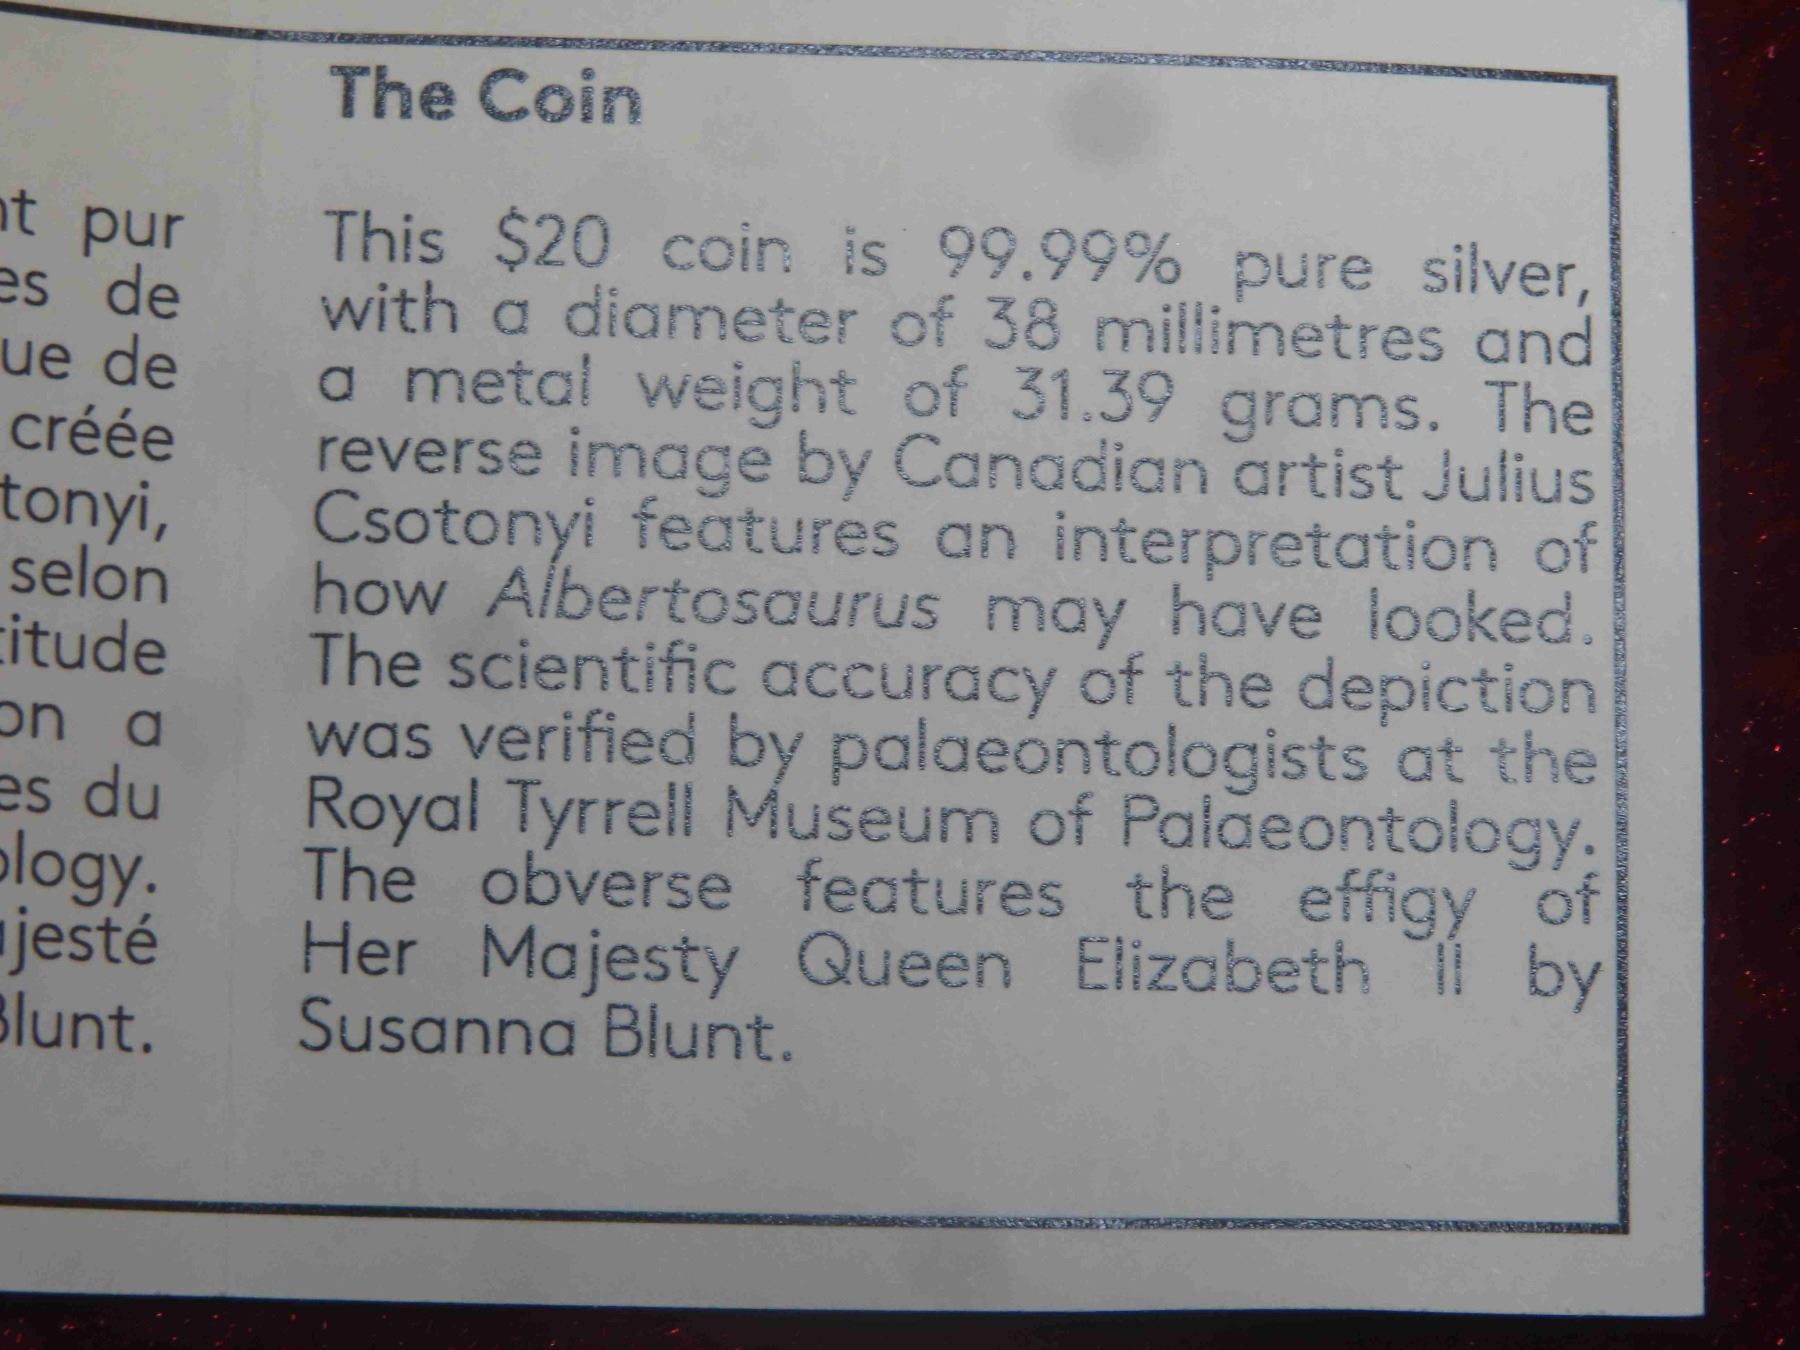 nt pur
es de
ue de
créée
tonyi,
selon
titude
on a
es du
ology.
ajesté
Blunt.
The Coin
This $20 coin is 99.99% pure silver,
with a diameter of 38 millimetres and
a metal weight of 31.39 grams. The
reverse image by Canadian artist Julius
Csotonyi features an interpretation of
how Albertosaurus may have looked.
The scientific accuracy of the depiction
was verified by palaeontologists at the
Royal Tyrrell Museum of Palaeontology.
The obverse features the effigy of
Her Majesty Queen Elizabeth II by
Susanna Blunt.